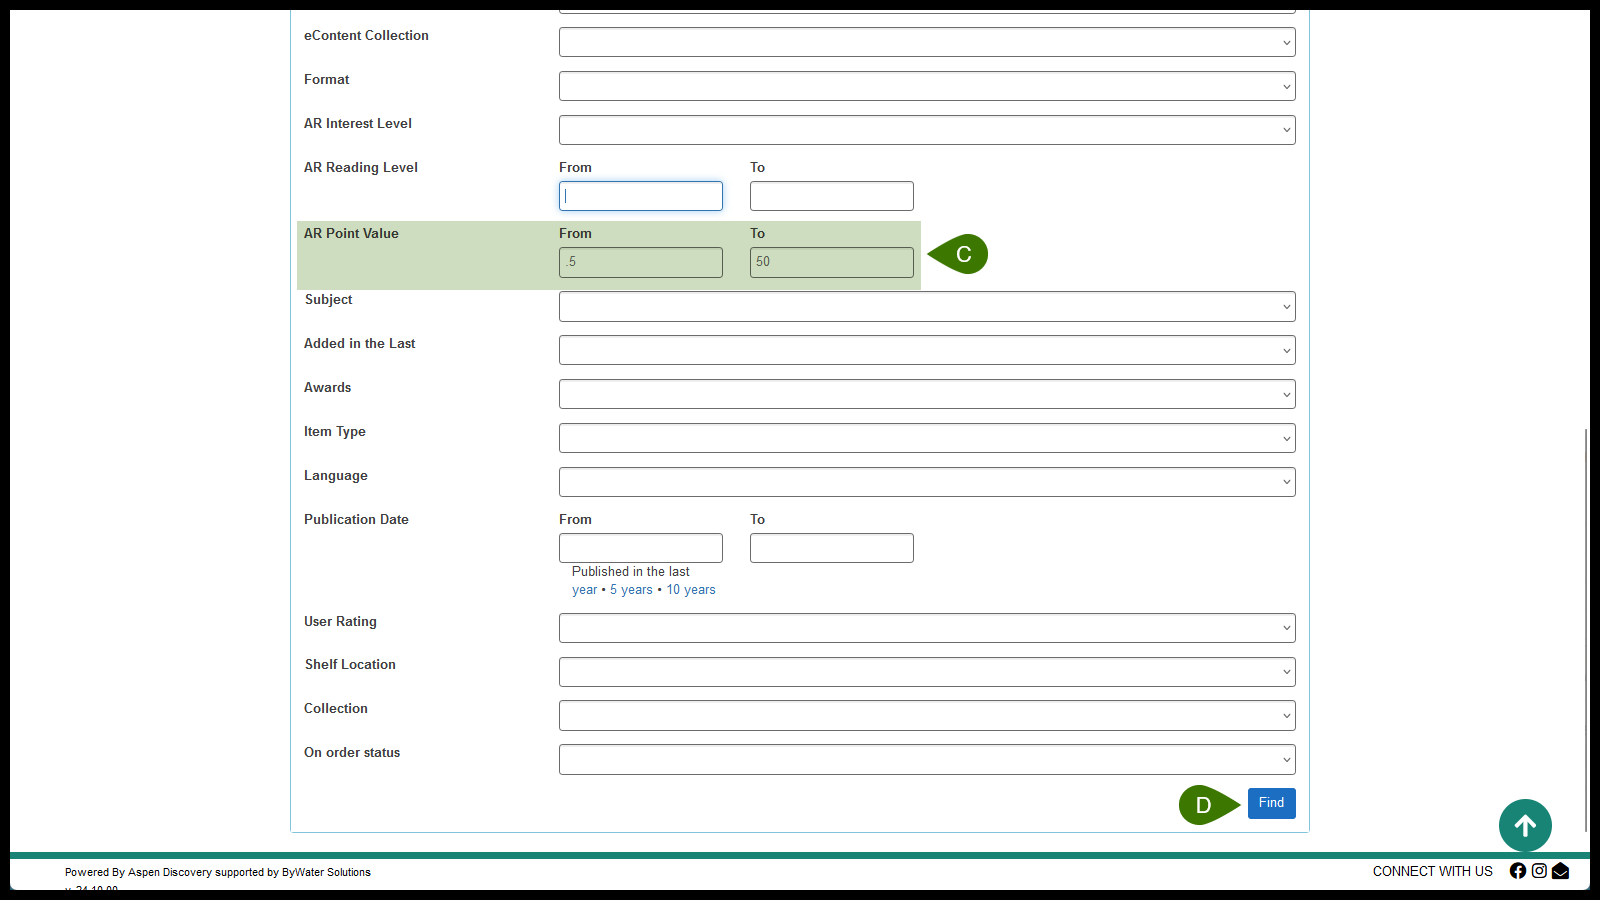 eContent Collection
Format
AR Interest Level
AR Reading Level From To
AR Point Value From To
.5 50
C
Subject
Added in the Last
Awards
Item Type
Language
Publication Date From To
Published in the last
year • 5 years • 10 years
User Rating
Shelf Location
Collection
On order status
D Find
Powered By Aspen Discovery supported by ByWater Solutions
CONNECT WITH US
v. 24.10.00